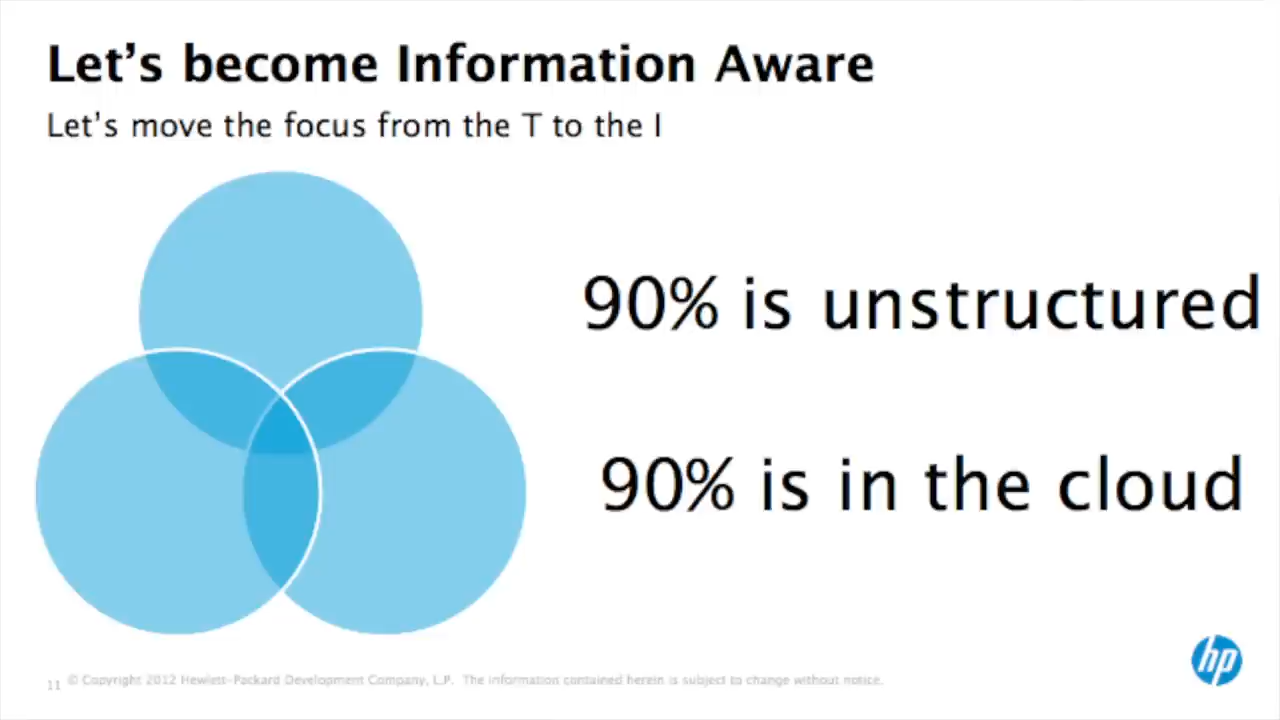 Let's become Information Aware
Let's move the focus from the T to the I
90% is unstructured
90% is in the cloud
11 © Copyright 2012 Hewlett-Packard Development Company, L.P. The information contained herein is subject to change without notice.
hp